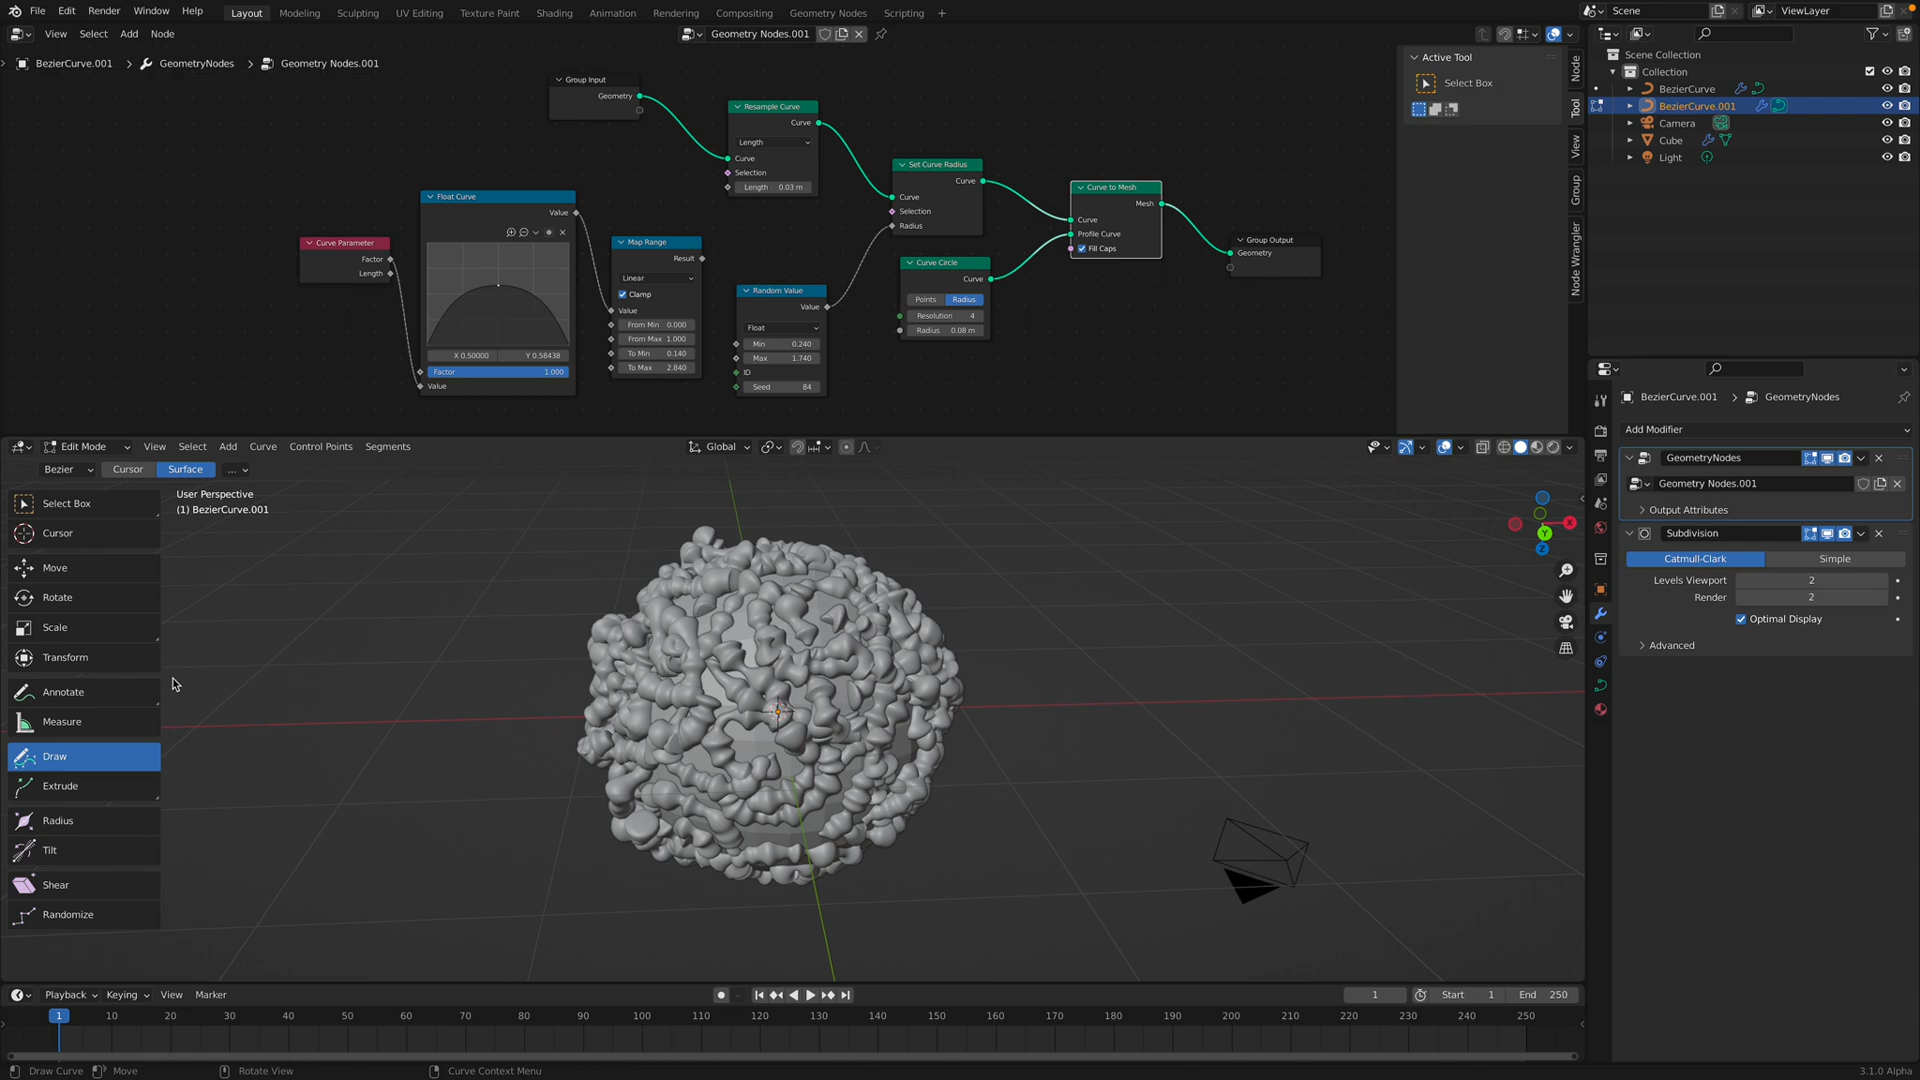 File Edit Render Window Help Layout Modeling Sculpting UV Editing Texture Paint Shading Animation Rendering Compositing Geometry Nodes Scripting + Scene ViewLayer
View Select Add Node Geometry Nodes.001
BezierCurve.001 > GeometryNodes > Geometry Nodes.001
Group Input
Geometry
Resample Curve
Curve
Length
Curve
Selection
Length 0.03 m
Set Curve Radius
Curve
Curve
Selection
Radius
Curve to Mesh
Mesh
Curve
Profile Curve
Fill Caps
Group Output
Geometry
Curve Parameter
Factor
Length
Float Curve
Value
X 0.50000 Y 0.58438
Factor 1.000
Value
Map Range
Result
Linear
Clamp
Value
From Min 0.000
From Max 1.000
To Min 0.140
To Max 2.840
Random Value
Value
Float
Min 0.240
Max 1.740
ID
Seed 84
Curve Circle
Curve
Points Radius
Resolution 4
Radius 0.08 m
Active Tool
Select Box
Node
Tool
View
Group
Node Wrangler
Scene Collection
Collection
BezierCurve
BezierCurve.001
Camera
Cube
Light
BezierCurve.001 > GeometryNodes
Add Modifier
GeometryNodes
Geometry Nodes.001
Output Attributes
Subdivision
Catmull-Clark Simple
Levels Viewport 2
Render 2
Optimal Display
Advanced
Edit Mode View Select Add Curve Control Points Segments Global
Bezier Cursor Surface ...
User Perspective
(1) BezierCurve.001
Select Box
Cursor
Move
Rotate
Scale
Transform
Annotate
Measure
Draw
Extrude
Radius
Tilt
Shear
Randomize
X
Y
Z
Playback Keying View Marker 1 Start 1 End 250
1 10 20 30 40 50 60 70 80 90 100 110 120 130 140 150 160 170 180 190 200 210 220 230 240 250
Draw Curve Move Rotate View Curve Context Menu 3.1.0 Alpha